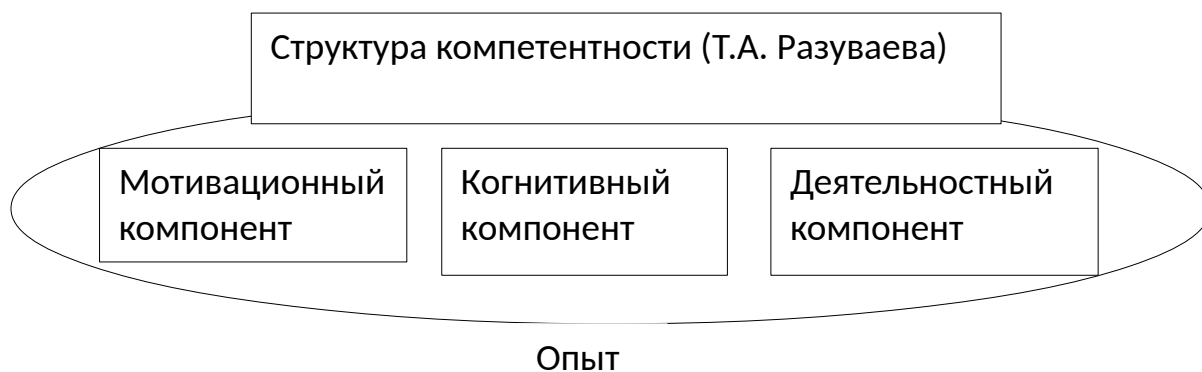 Структура компетентности (Т.А. Разуваева)
Мотивационный
компонент
Когнитивный
компонент
Деятельностный
компонент
Опыт